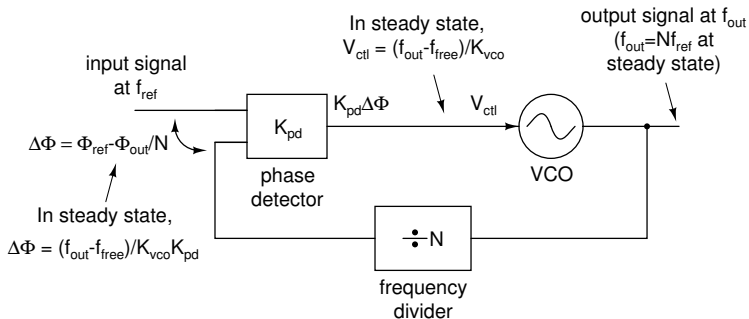 In steady state,
V_ctl = (f_out-f_free)/K_vco
output signal at f_out
(f_out=Nf_ref at
steady state)
input signal
at f_ref
K_pd
K_pdΔΦ
V_ctl
ΔΦ = Φ_ref-Φ_out/N
phase
detector
VCO
In steady state,
ΔΦ = (f_out-f_free)/K_vcoK_pd
÷N
frequency
divider